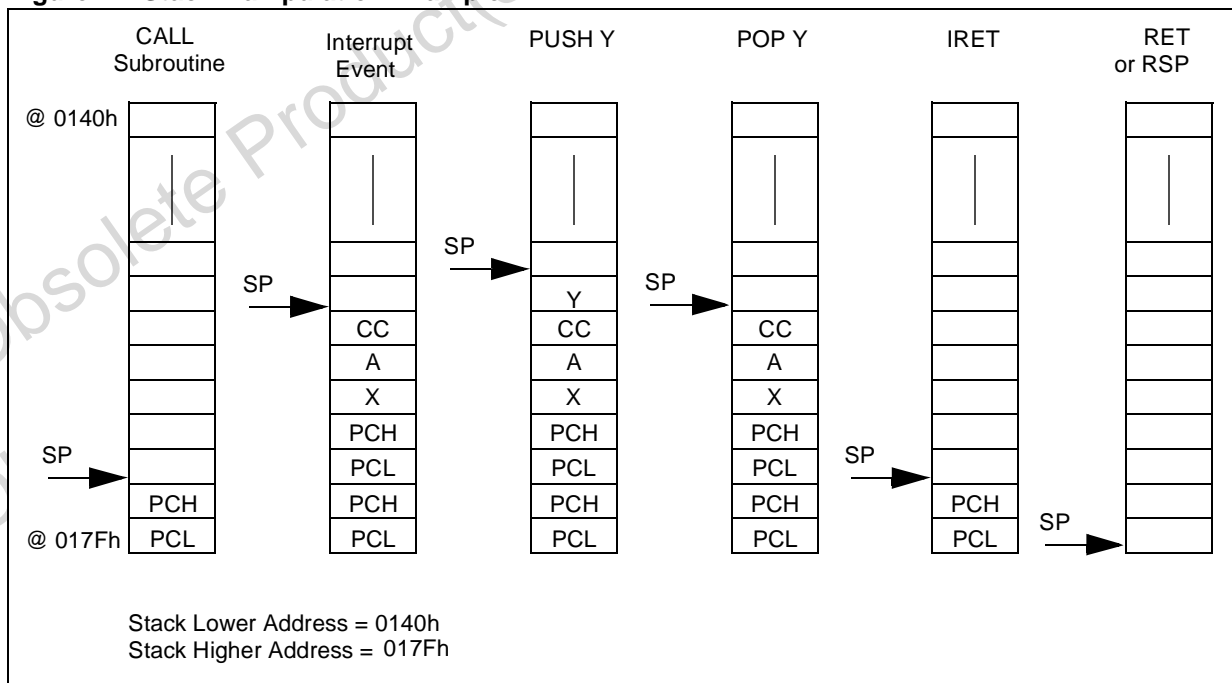 CALL
Subroutine
Interrupt
Event
PUSH Y
POP Y
IRET
RET
or RSP
@ 0140h
SP
SP
SP
SP
SP
SP
@ 017Fh
PCH
PCL
CC
A
X
PCH
PCL
PCH
PCL
Y
CC
A
X
PCH
PCL
PCH
PCL
CC
A
X
PCH
PCL
PCH
PCL
PCH
PCL
Stack Lower Address = 0140h
Stack Higher Address = 017Fh
Obsolete Product(